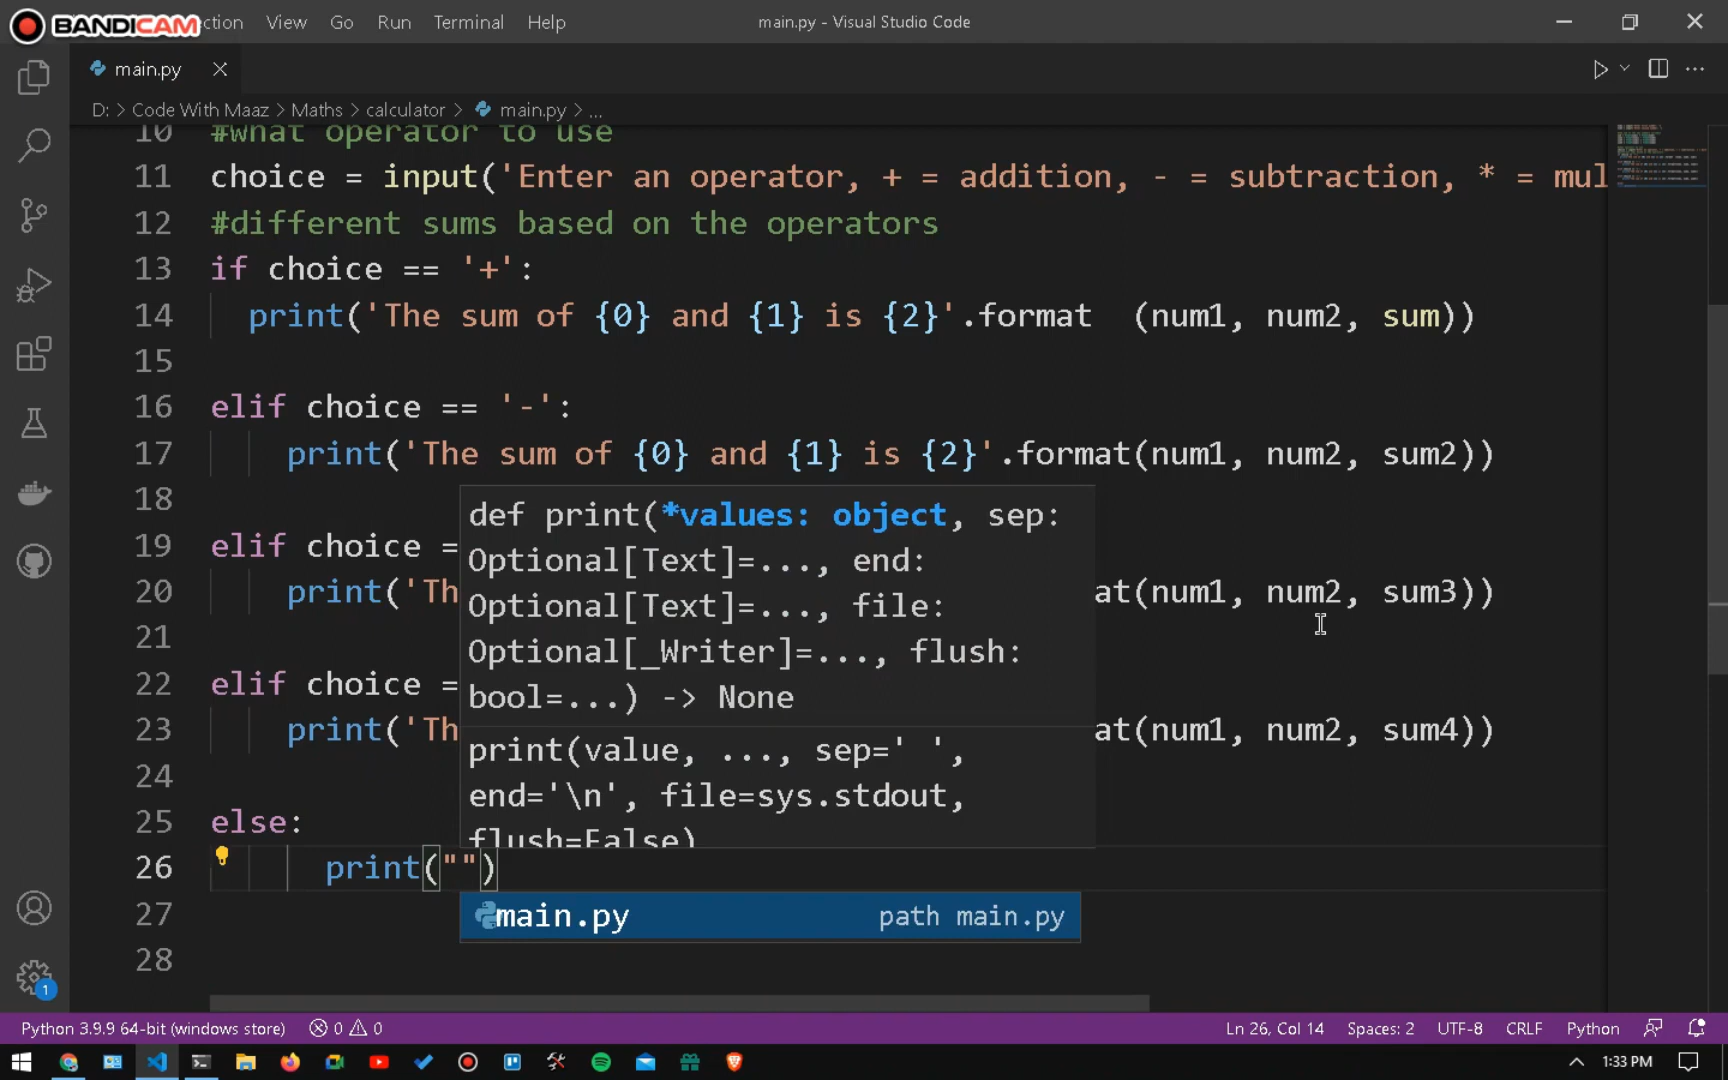 BANDICAM
ction View Go Run Terminal Help main.py - Visual Studio Code
main.py
D: > Code With Maaz > Maths > calculator > main.py > ...
10 #what operator to use
11 choice = input('Enter an operator, + = addition, - = subtraction, * = mul
12 #different sums based on the operators
13 if choice == '+':
14 print('The sum of {0} and {1} is {2}'.format  (num1, num2, sum))
15
16 elif choice == '-':
17 print('The sum of {0} and {1} is {2}'.format(num1, num2, sum2))
18
def print(*values: object, sep:
19 elif choice =
Optional[Text]=..., end:
20 print('Th
Optional[Text]=..., file:
at(num1, num2, sum3))
21
Optional[_Writer]=..., flush:
22 elif choice =
bool=...) -> None
23 print('Th
print(value, ..., sep=' ',
at(num1, num2, sum4))
24
end='\n', file=sys.stdout,
25 else:
flush=False)
26 print("")
27
main.py path main.py
28
1
Python 3.9.9 64-bit (windows store) 0 0 Ln 26, Col 14 Spaces: 2 UTF-8 CRLF Python
1:33 PM